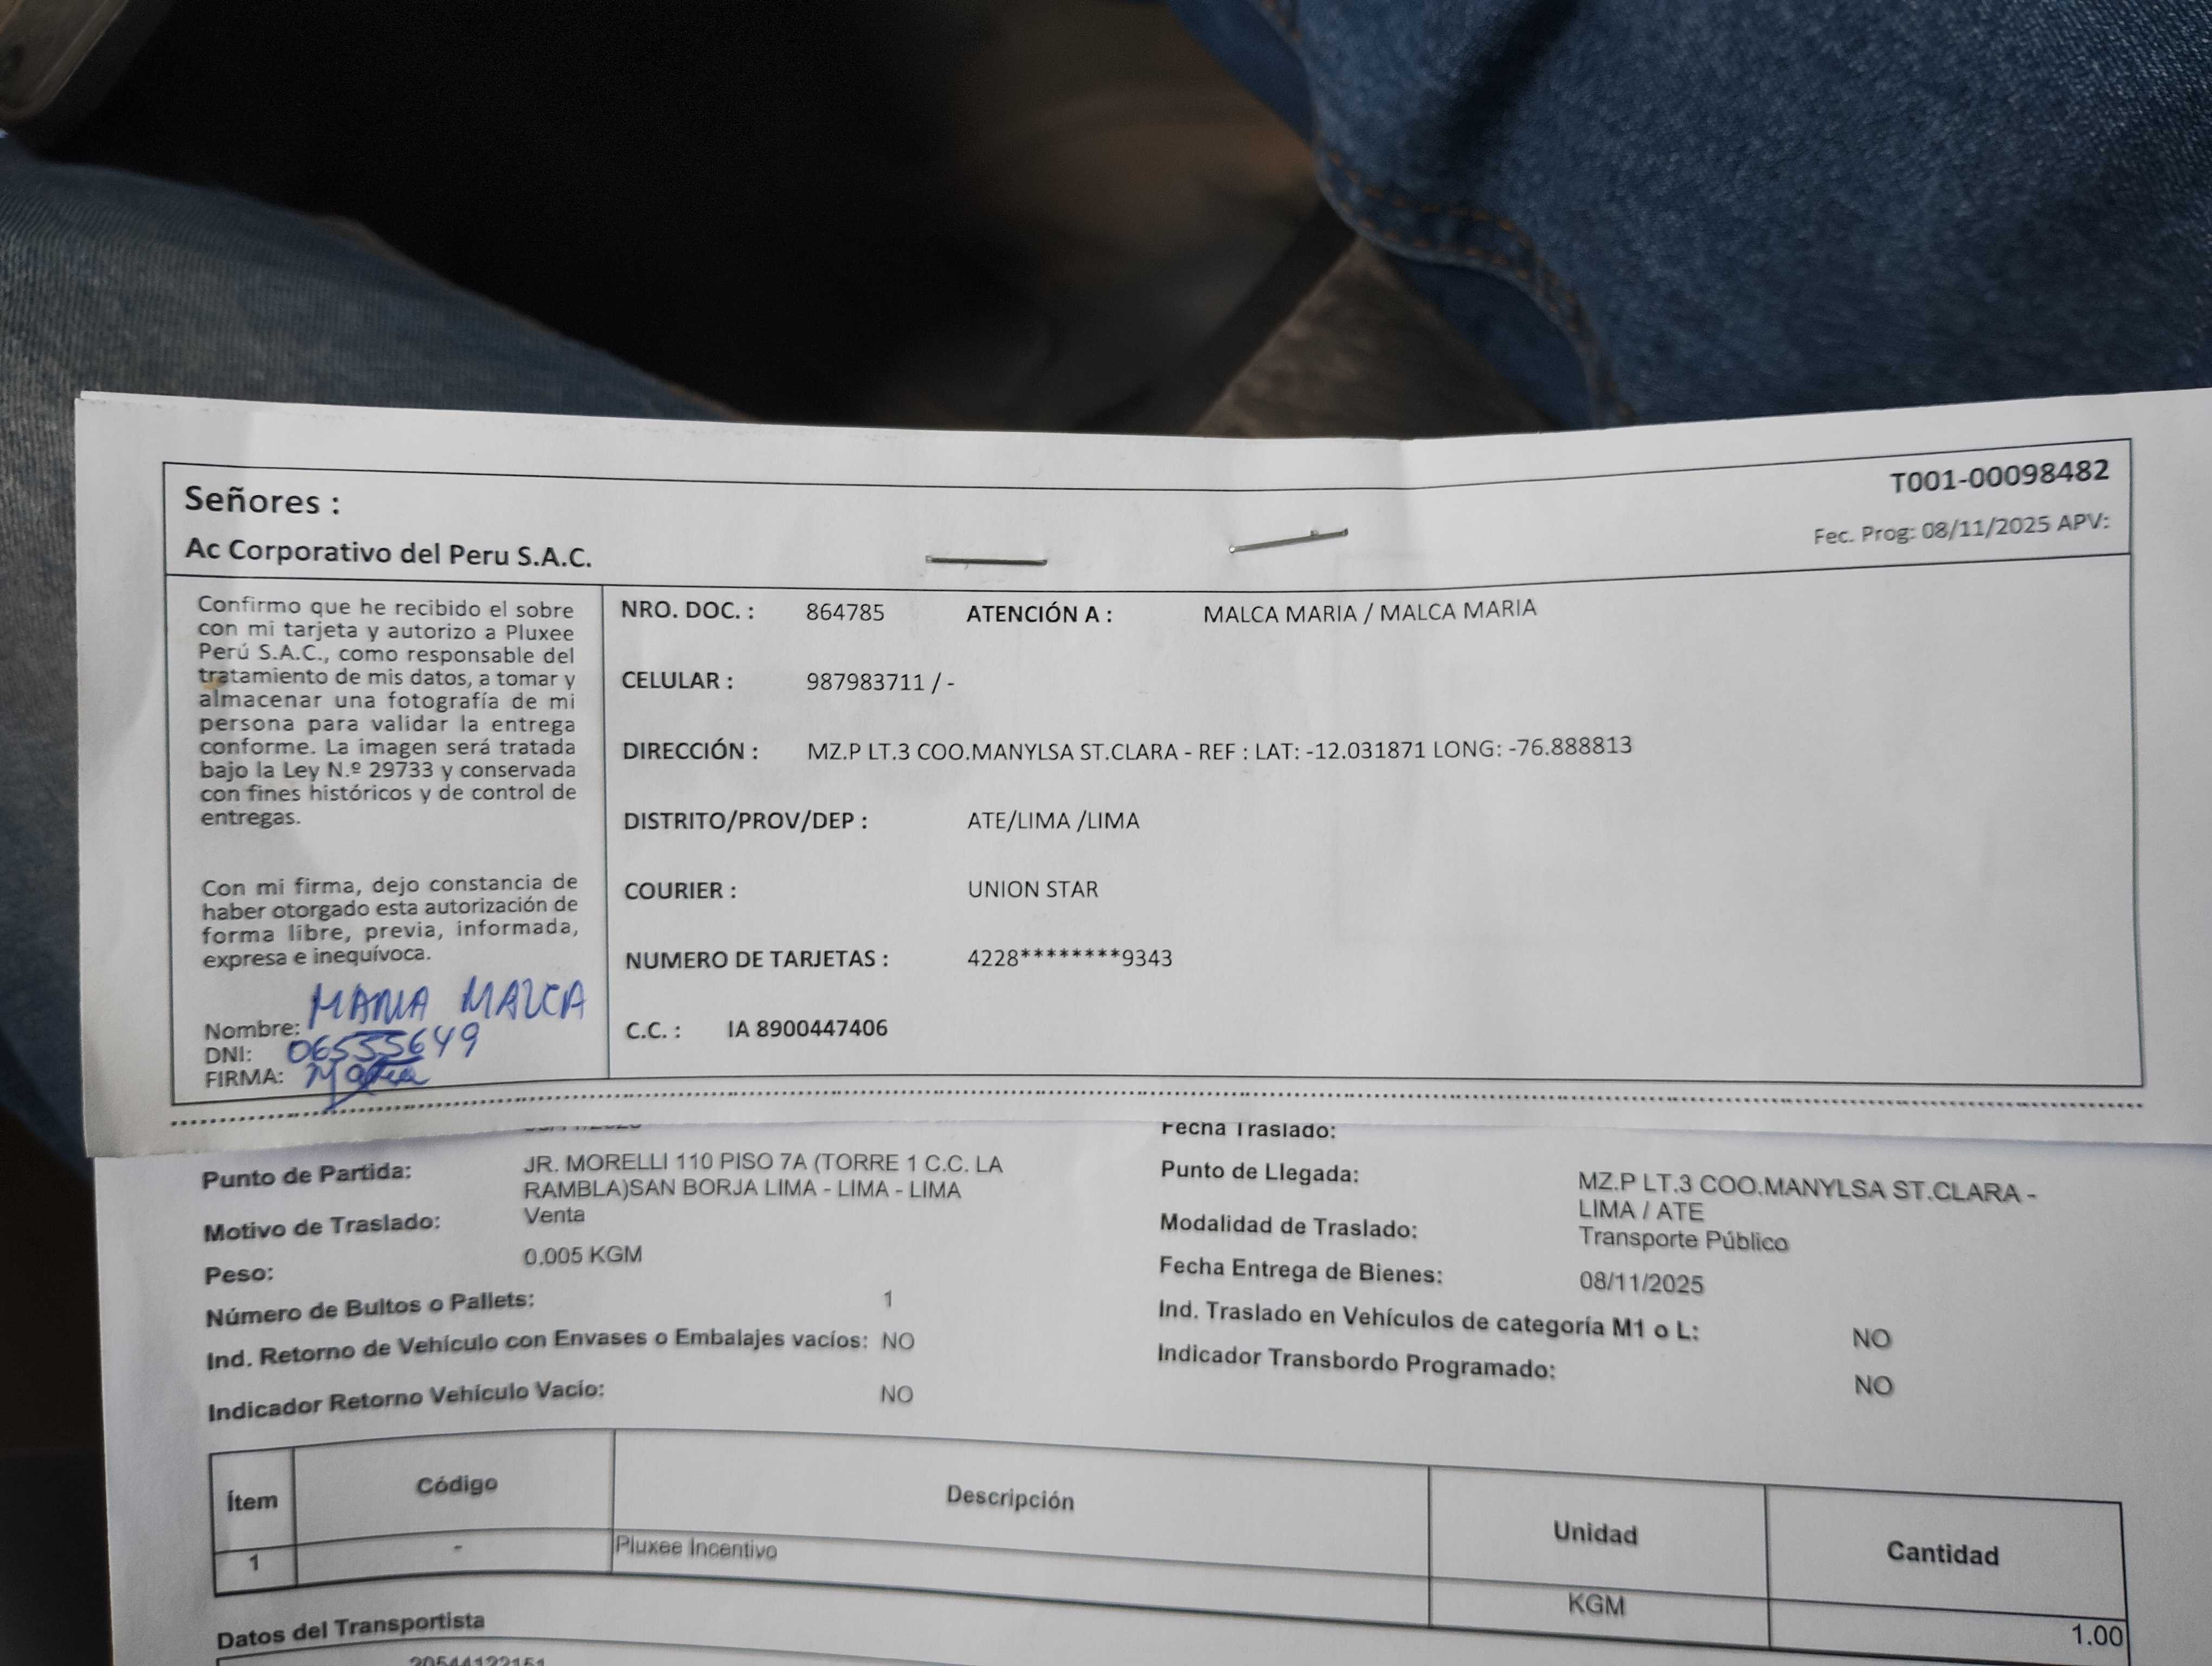 Señores :
Ac Corporativo del Peru S.A.C.
T001-00098482
Fec. Prog: 08/11/2025 APV:
Confirmo que he recibido el sobre
con mi tarjeta y autorizo a Pluxee
Perú S.A.C., como responsable del
tratamiento de mis datos, a tomar y
almacenar una fotografía de mi
persona para validar la entrega
conforme. La imagen será tratada
bajo la Ley N.º 29733 y conservada
con fines históricos y de control de
entregas.
Con mi firma, dejo constancia de
haber otorgado esta autorización de
forma libre, previa, informada,
expresa e inequívoca.
Nombre: MARIA MALCA
DNI: 06555649
FIRMA: Maria
NRO. DOC. : 864785 ATENCIÓN A : MALCA MARIA / MALCA MARIA
CELULAR : 987983711 / -
DIRECCIÓN : MZ.P LT.3 COO.MANYLSA ST.CLARA - REF : LAT: -12.031871 LONG: -76.888813
DISTRITO/PROV/DEP : ATE/LIMA /LIMA
COURIER : UNION STAR
NUMERO DE TARJETAS : 4228********9343
C.C. : IA 8900447406
Fecha Traslado:
Punto de Partida: JR. MORELLI 110 PISO 7A (TORRE 1 C.C. LA
RAMBLA)SAN BORJA LIMA - LIMA - LIMA
Motivo de Traslado: Venta
Peso: 0.005 KGM
Número de Bultos o Pallets: 1
Ind. Retorno de Vehículo con Envases o Embalajes vacíos: NO
Indicador Retorno Vehículo Vacío: NO
Punto de Llegada: MZ.P LT.3 COO.MANYLSA ST.CLARA -
LIMA / ATE
Modalidad de Traslado: Transporte Público
Fecha Entrega de Bienes: 08/11/2025
Ind. Traslado en Vehículos de categoría M1 o L: NO
Indicador Transbordo Programado: NO
Ítem Código Descripción Unidad Cantidad
1 - Pluxee Incentivo KGM 1.00
Datos del Transportista